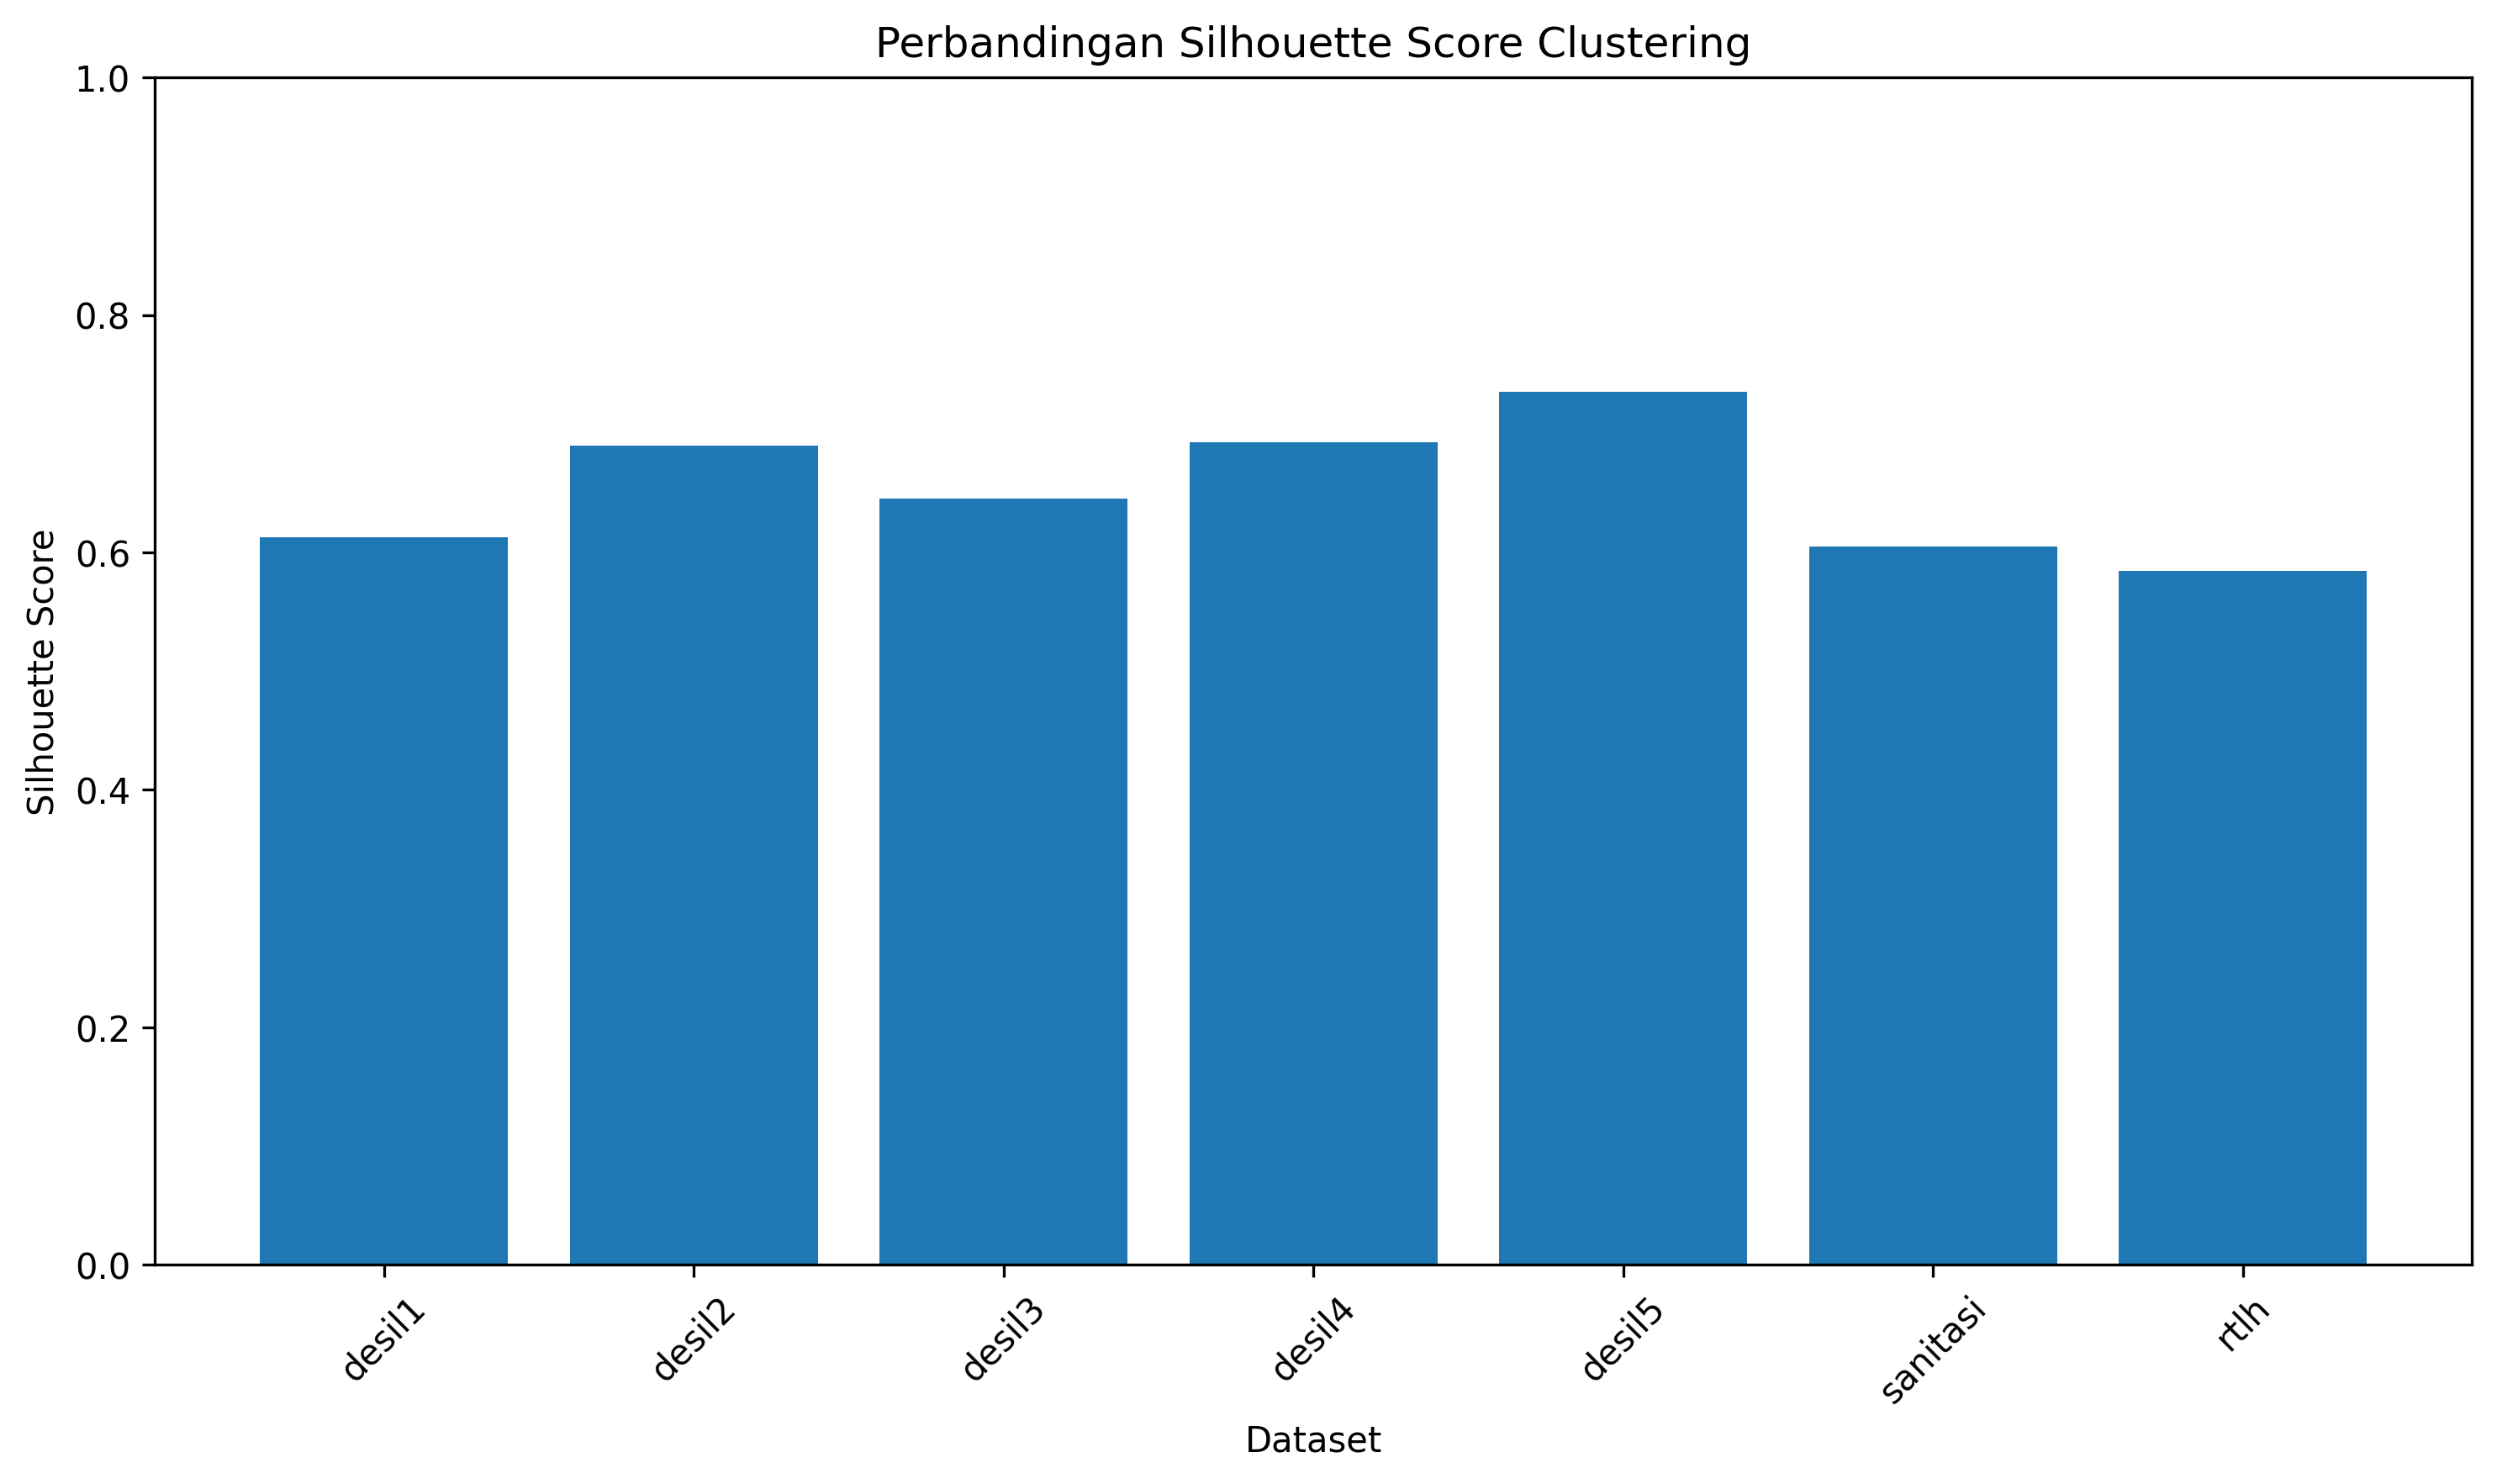 Perbandingan Silhouette Score Clustering
1.0
0.8
0.6
0.4
0.2
0.0
Silhouette Score
desil1
desil2
desil3
desil4
desil5
sanitasi
rtlh
Dataset